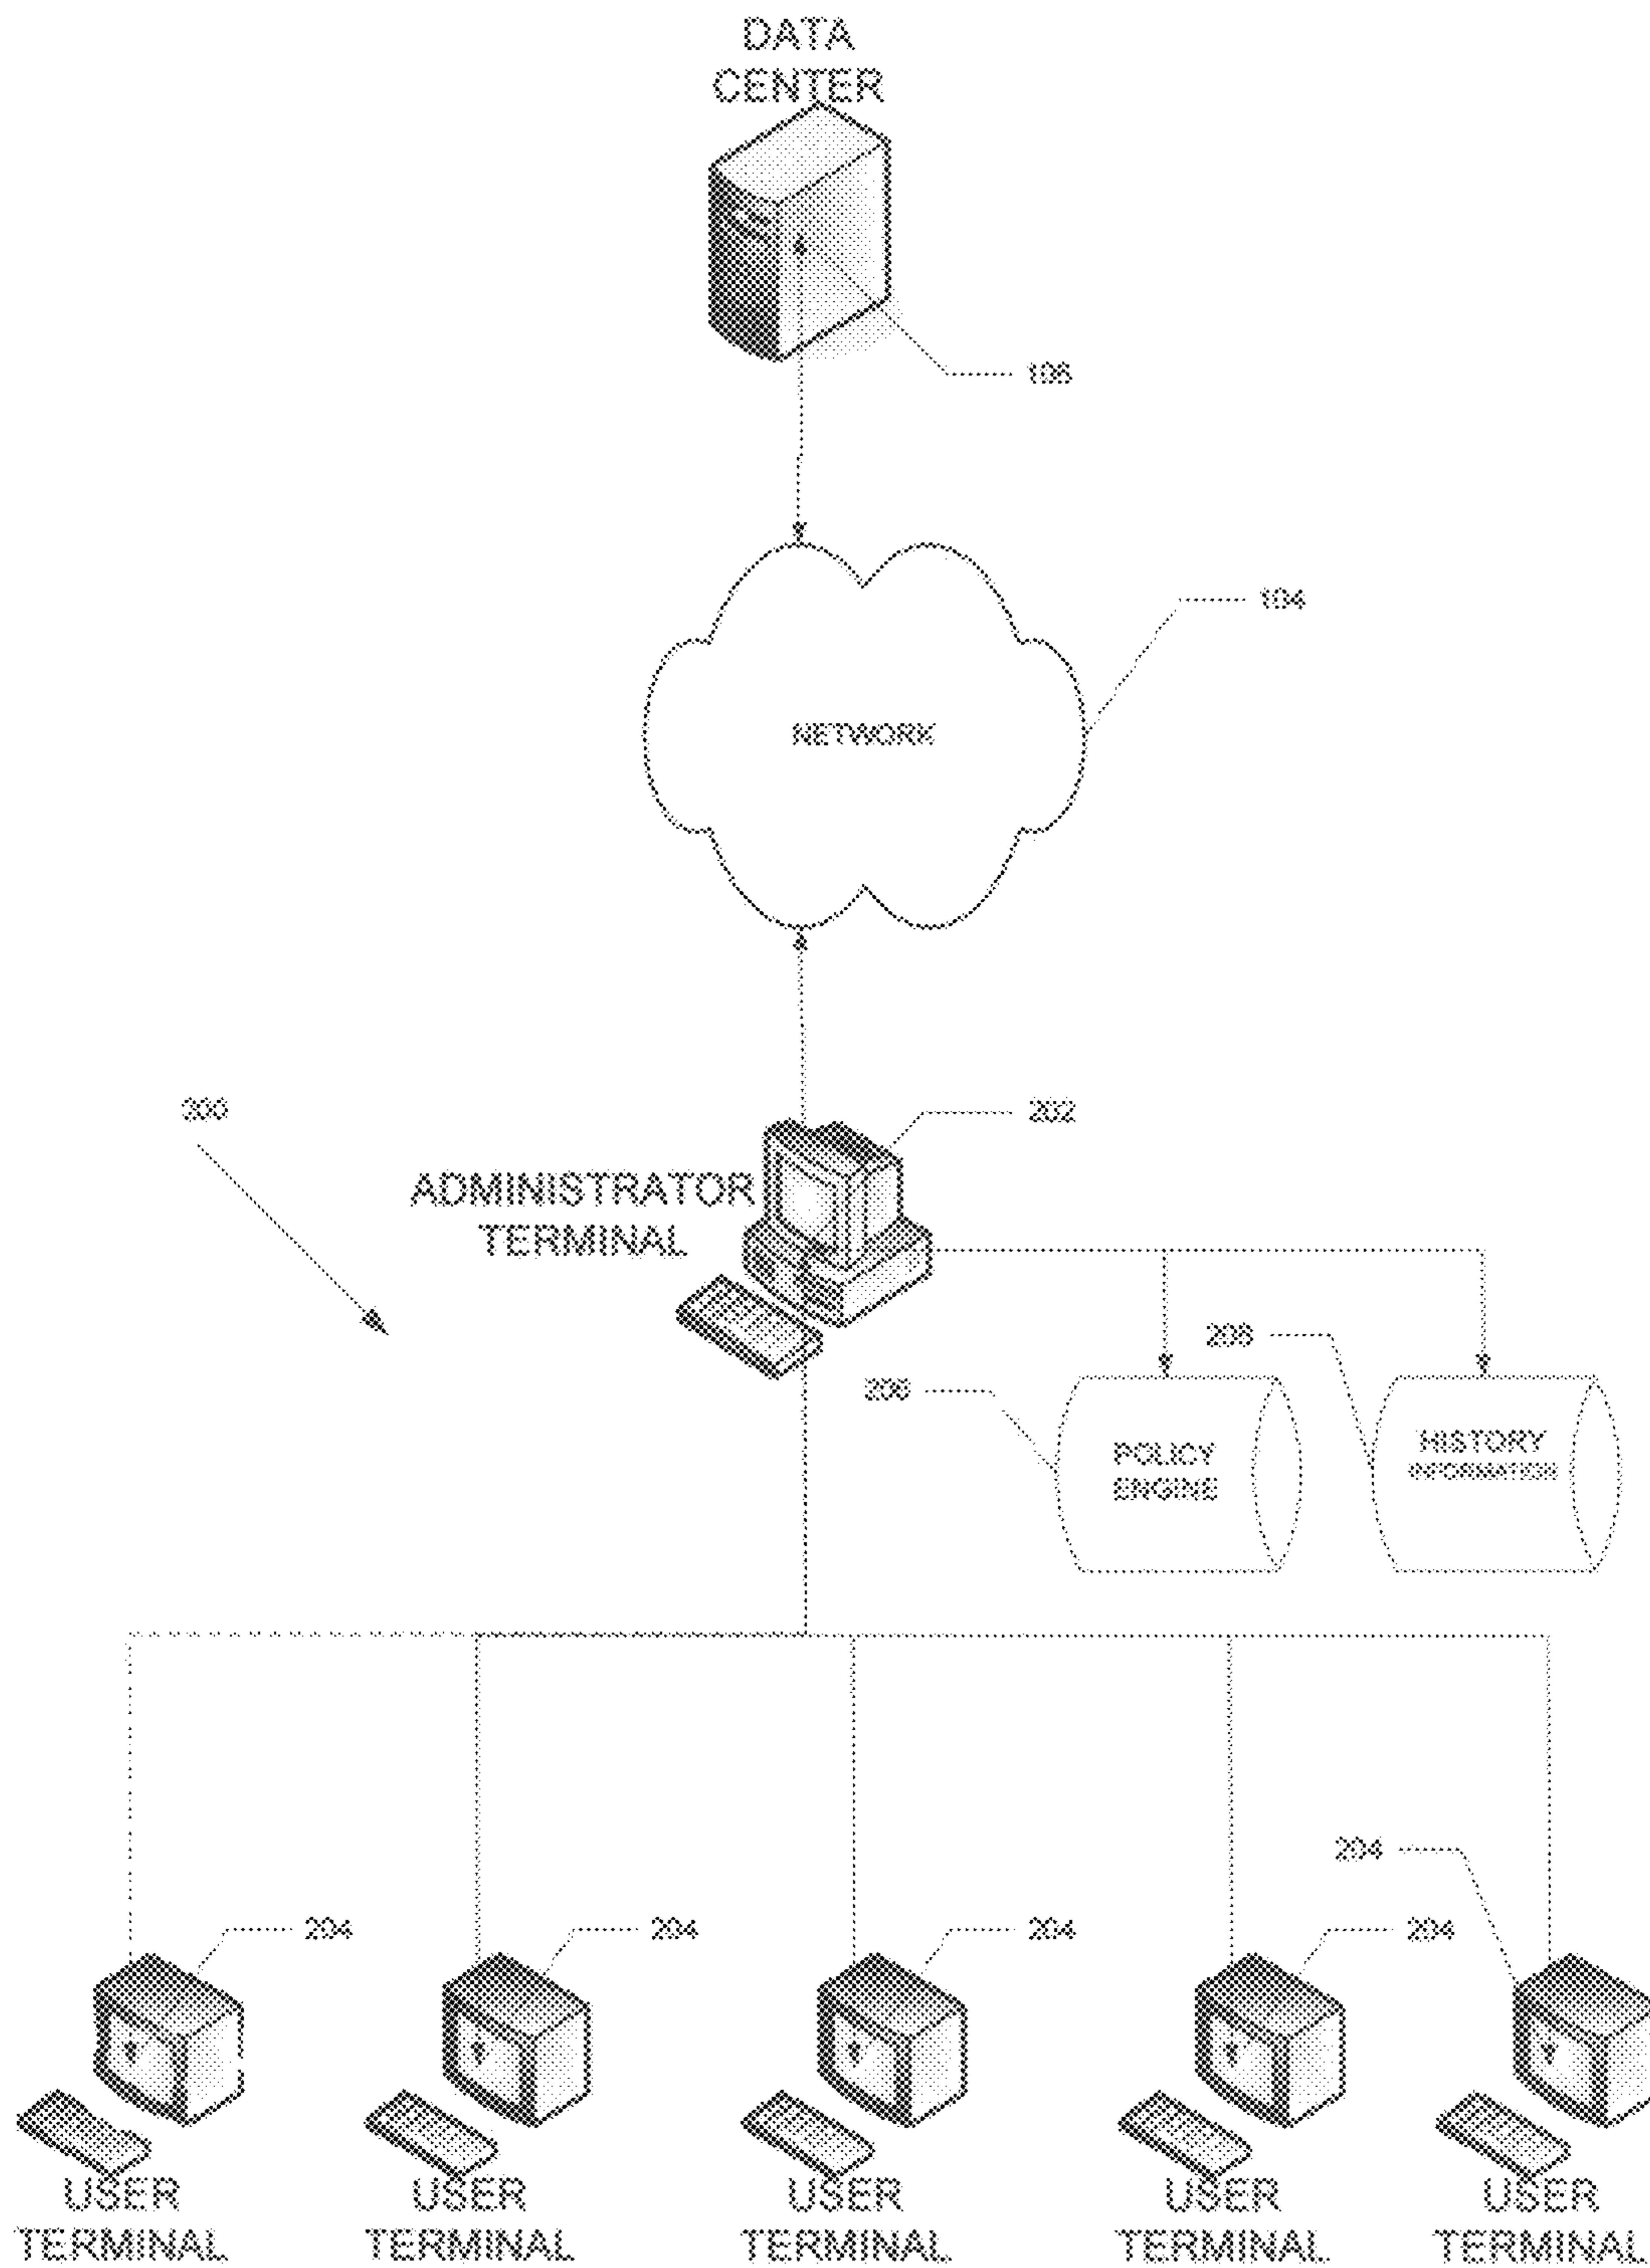 DATA
CENTER
106
104
NETWORK
200
202
ADMINISTRATOR
TERMINAL
208
206
POLICY
ENGINE
HISTORY
INFORMATION
204
204
204
204
204
USER
TERMINAL
USER
TERMINAL
USER
TERMINAL
USER
TERMINAL
USER
TERMINAL